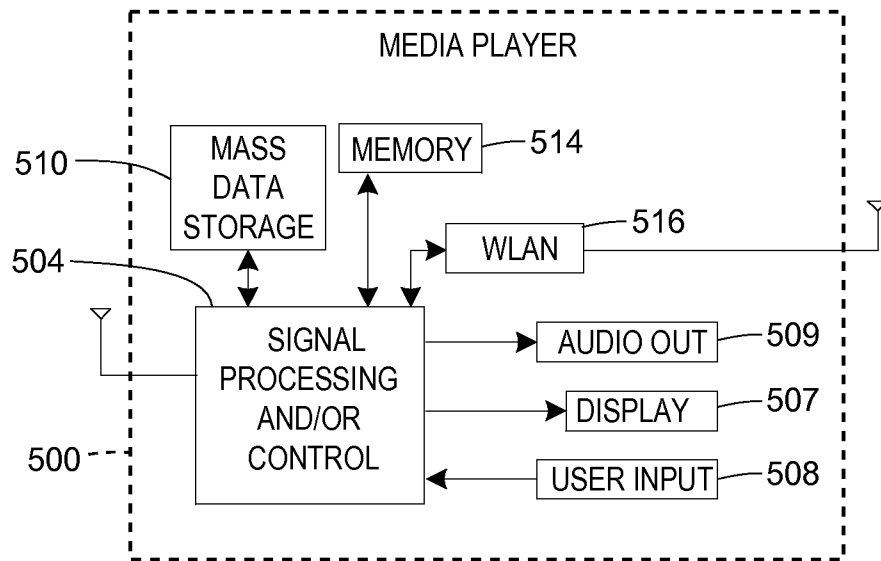 MEDIA PLAYER
510
MASS
DATA
STORAGE
MEMORY
514
516
WLAN
504
SIGNAL
PROCESSING
AND/OR
CONTROL
AUDIO OUT
509
DISPLAY
507
500
USER INPUT
508